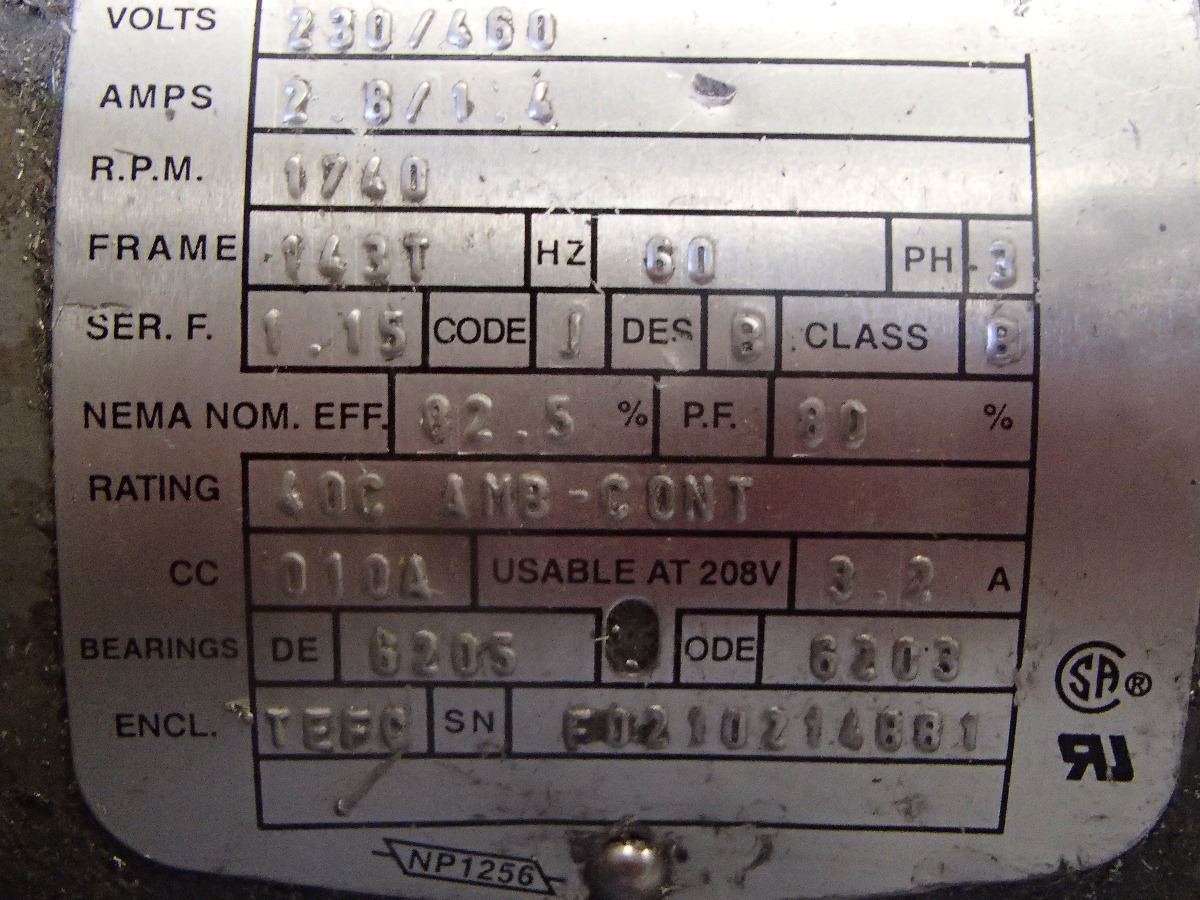 VOLTS 230/460
AMPS 2.8/1.4
R.P.M. 1740
FRAME 143T HZ 60 PH 3
SER. F. 1.15 CODE J DES B CLASS B
NEMA NOM. EFF. 82.5 % P.F. 80 %
RATING 40C AMB-CONT
CC 010A USABLE AT 208V 3.2 A
BEARINGS DE 6205 ODE 6203
ENCL. TEFC SN F0210214881
SA ®
NP1256